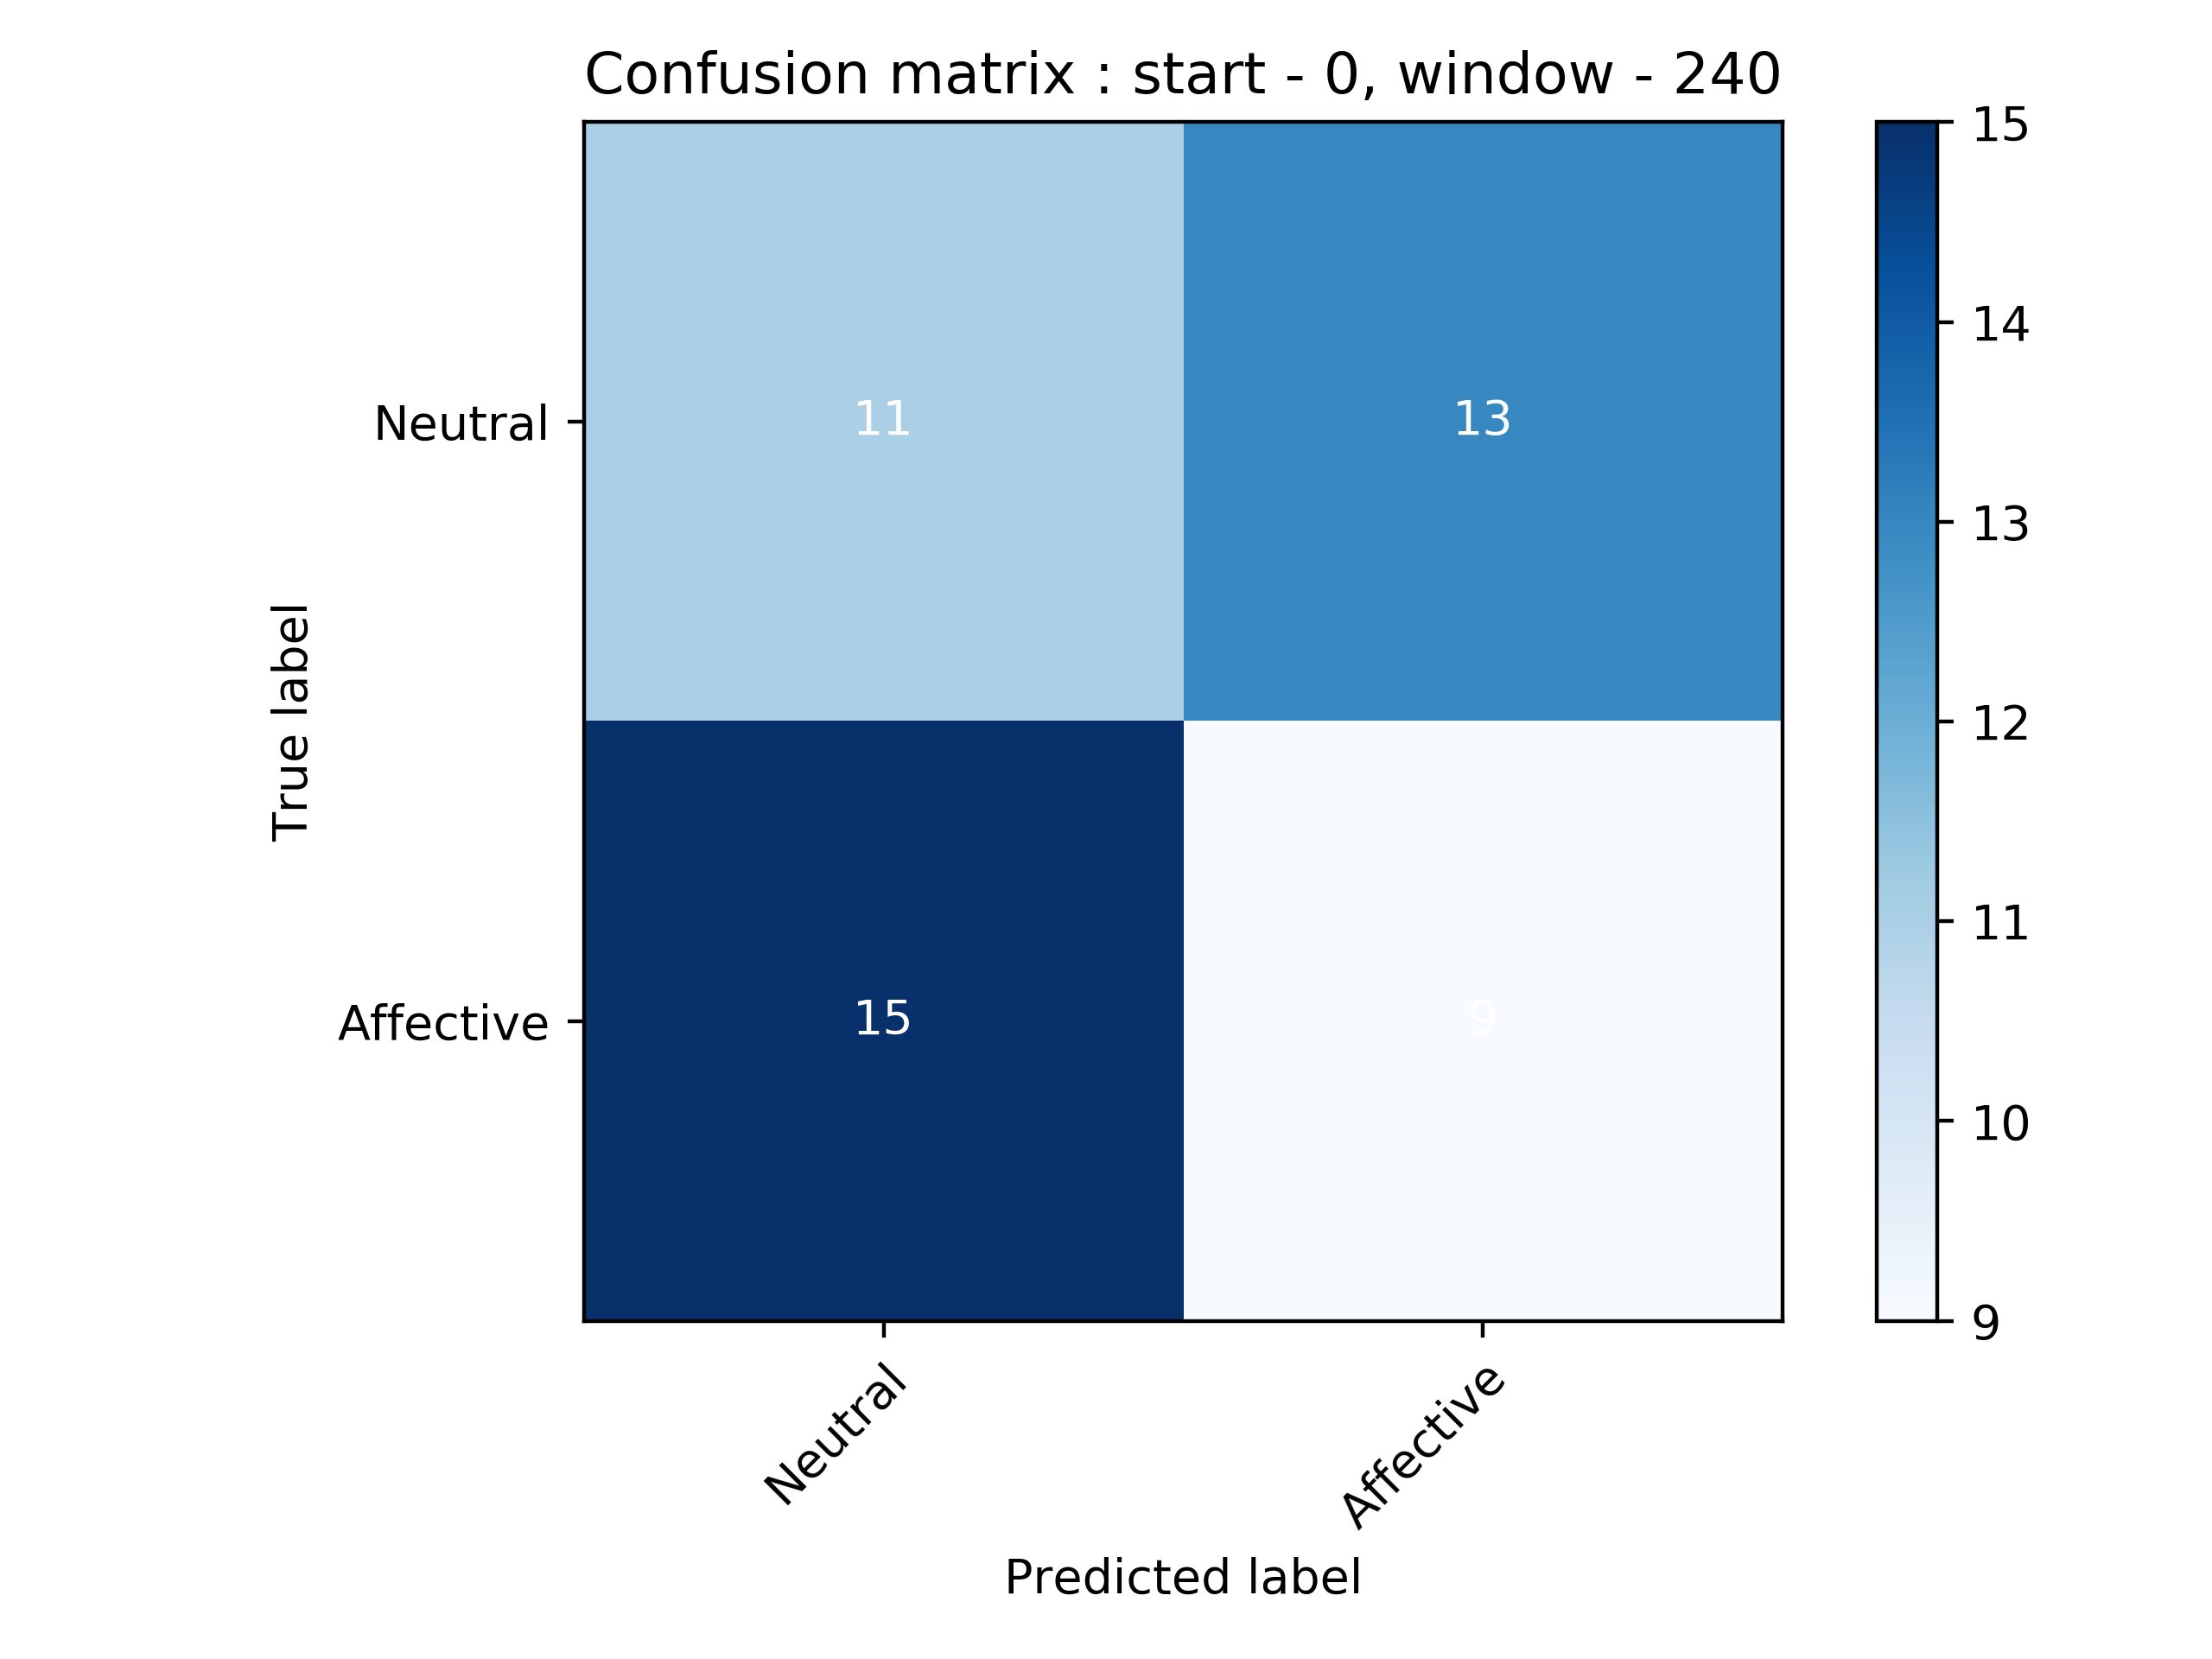 Confusion matrix : start - 0, window - 240
15
14
13
12
11
10
9
True label
Neutral
11
13
Affective
15
9
Neutral
Affective
Predicted label